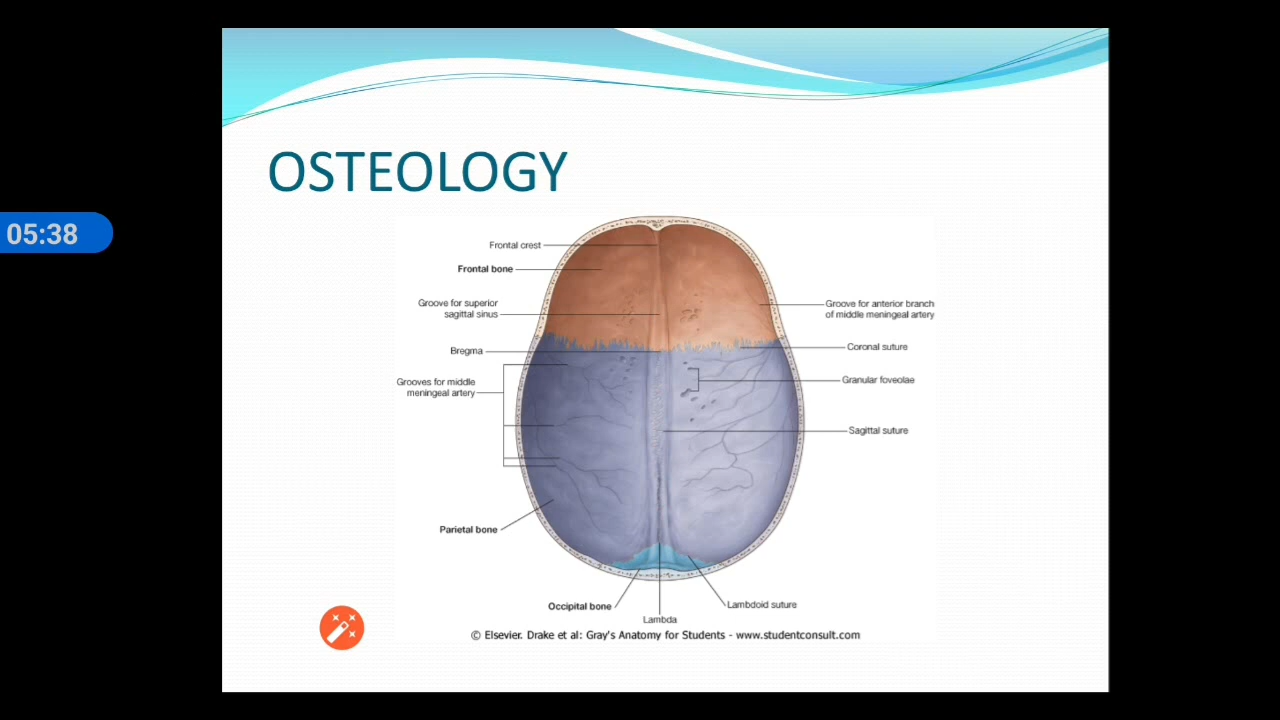 OSTEOLOGY
05:38
Frontal crest
Frontal bone
Groove for superior
sagittal sinus
Bregma
Grooves for middle
meningeal artery
Parietal bone
Groove for anterior branch
of middle meningeal artery
Coronal suture
Granular foveolae
Sagittal suture
Occipital bone
Lambdoid suture
Lambda
© Elsevier. Drake et al: Gray's Anatomy for Students - www.studentconsult.com